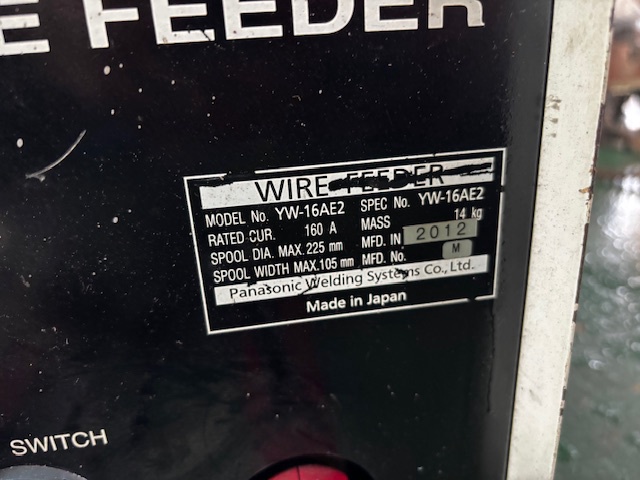 E FEEDER
WIRE FEEDER
MODEL No. YW-16AE2 SPEC No. YW-16AE2
RATED CUR. 160 A MASS 14 kg
SPOOL DIA. MAX. 225 mm MFD. IN 2012
SPOOL WIDTH MAX. 105 mm MFD. No. M
Panasonic Welding Systems Co., Ltd.
Made in Japan
SWITCH